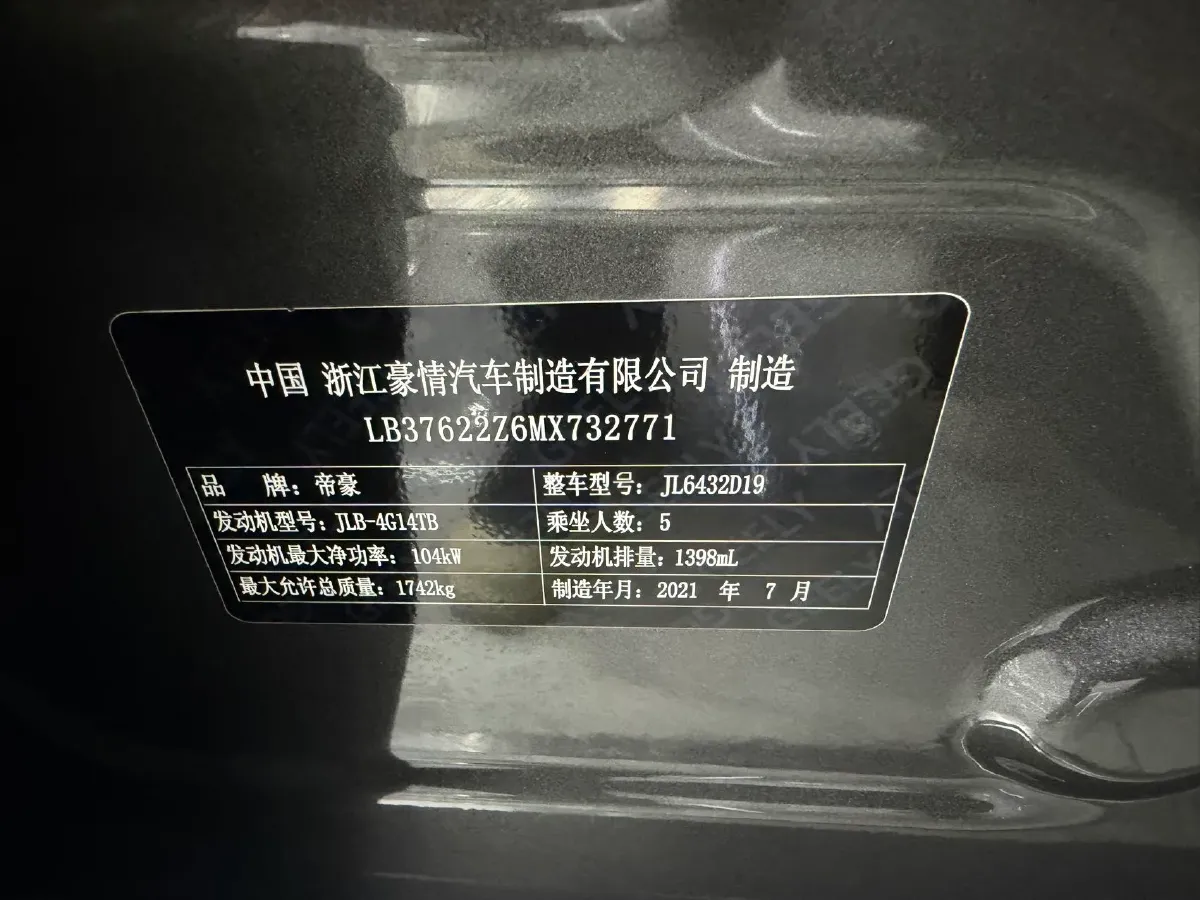 中国 浙江豪情汽车制造有限公司 制造
LB37622Z6MX732771
品 牌：帝豪 整车型号：JL6432D19
发动机型号：JLB-4G14TB 乘坐人数：5
发动机最大净功率：104kW 发动机排量：1398mL
最大允许总质量：1742kg 制造年月：2021 年 7 月
GEELY